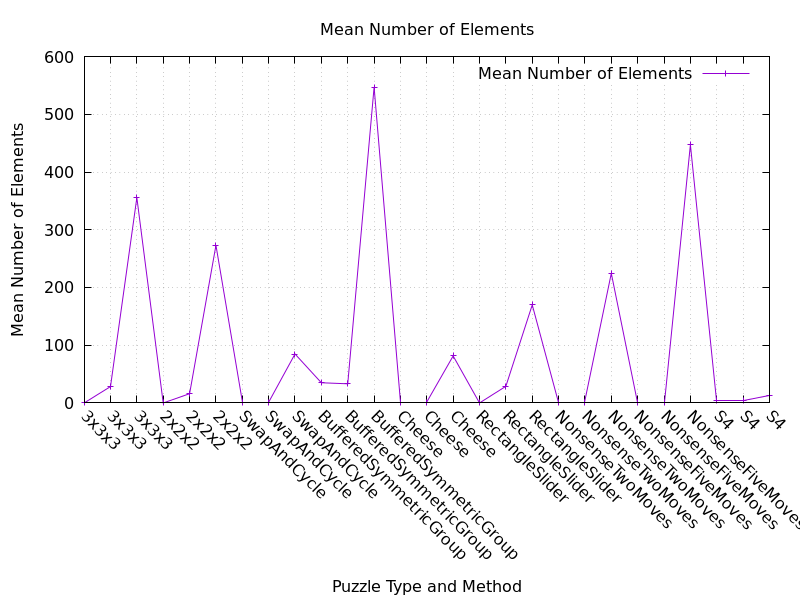 Mean Number of Elements
Mean Number of Elements
Mean Number of Elements
600
500
400
300
200
100
0
3x3x3
3x3x3
3x3x3
2x2x2
2x2x2
2x2x2
SwapAndCycle
SwapAndCycle
SwapAndCycle
BufferedSymmetricGroup
BufferedSymmetricGroup
BufferedSymmetricGroup
Cheese
Cheese
Cheese
RectangleSlider
RectangleSlider
RectangleSlider
NonsenseTwoMoves
NonsenseTwoMoves
NonsenseTwoMoves
NonsenseFiveMoves
NonsenseFiveMoves
NonsenseFiveMoves
S4
S4
S4
Puzzle Type and Method